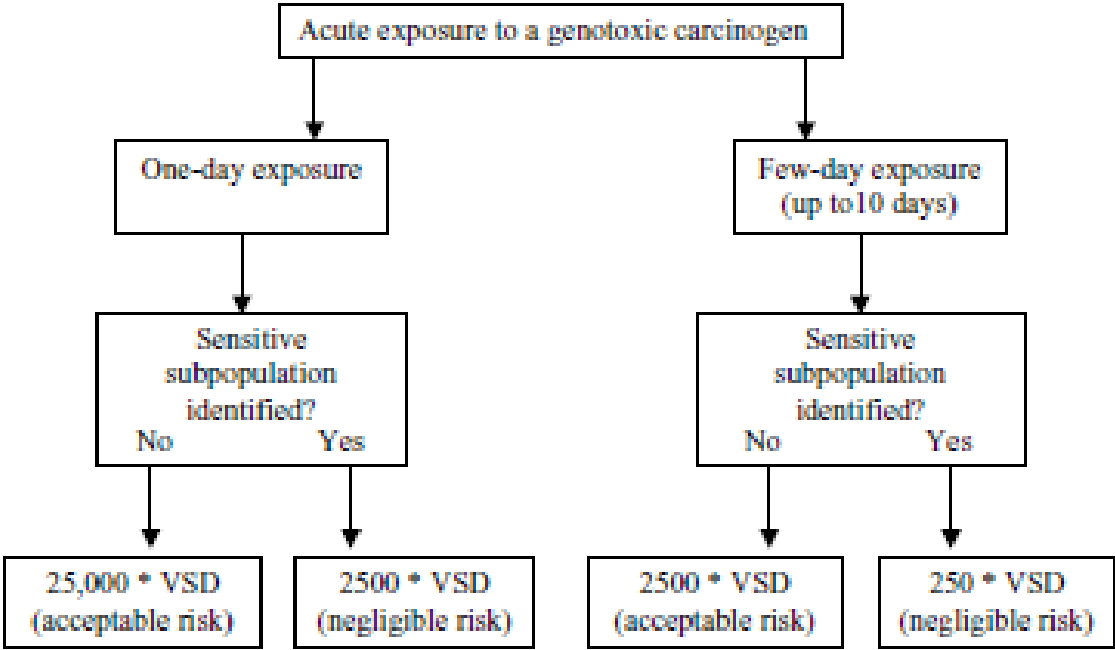 Acute exposure to a genotoxic carcinogen
One-day exposure
Few-day exposure
(up to10 days)
Sensitive
subpopulation
identified?
No Yes
Sensitive
subpopulation
identified?
No Yes
25,000 * VSD
(acceptable risk)
2500 * VSD
(negligible risk)
2500 * VSD
(acceptable risk)
250 * VSD
(negligible risk)